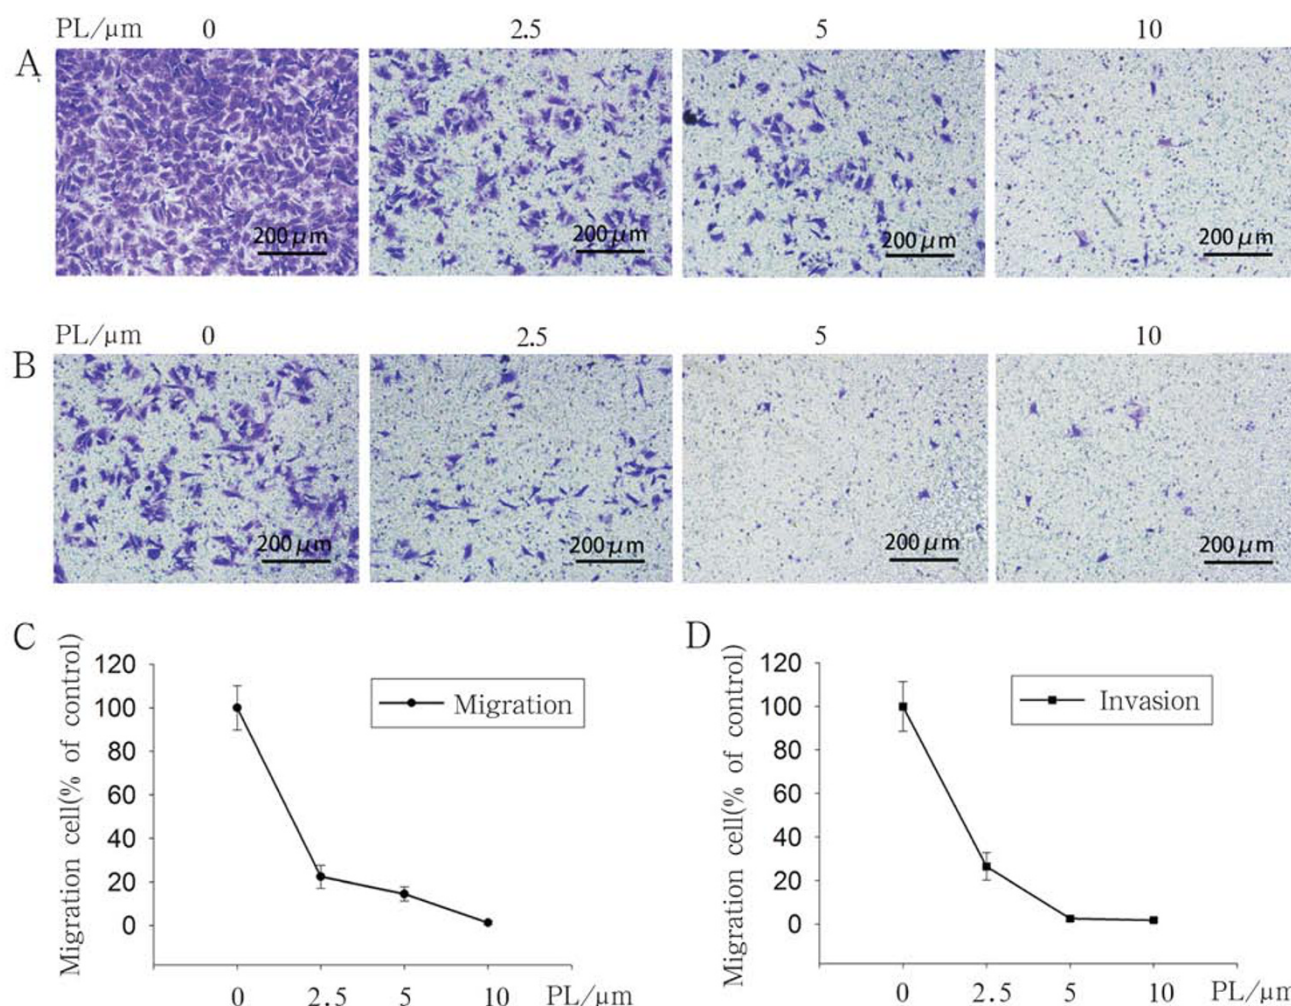 PL/µm 0 2.5 5 10
A
200 µm 200 µm 200 µm 200 µm
PL/µm 0 2.5 5 10
B
200 µm 200 µm 200 µm 200 µm
C
Migration cell(% of control)
120
100
80
60
40
20
0
Migration
0 2.5 5 10 PL/µm
D
Migration cell(% of control)
120
100
80
60
40
20
0
Invasion
0 2.5 5 10 PL/µm